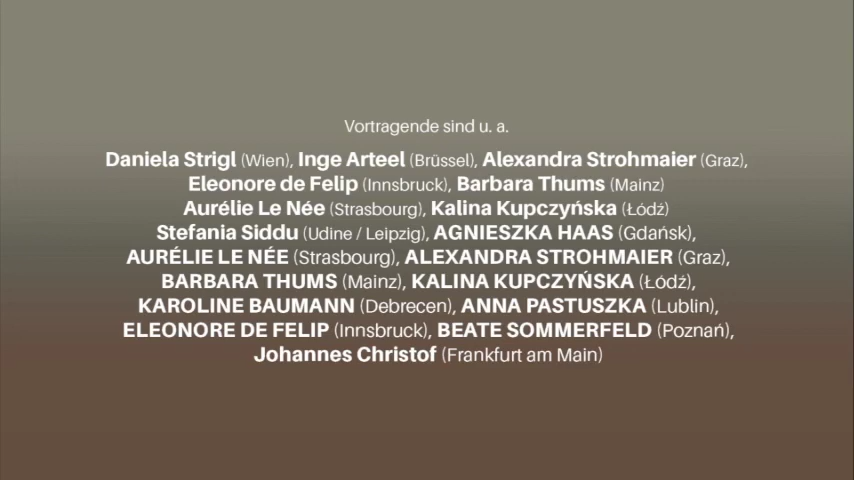 Vortragende sind u. a.
Daniela Strigl (Wien), Inge Arteel (Brüssel), Alexandra Strohmaier (Graz),
Eleonore de Felip (Innsbruck), Barbara Thums (Mainz)
Aurélie Le Née (Strasbourg), Kalina Kupczyńska (Łódź)
Stefania Siddu (Udine / Leipzig), AGNIESZKA HAAS (Gdańsk),
AURÉLIE LE NÉE (Strasbourg), ALEXANDRA STROHMAIER (Graz),
BARBARA THUMS (Mainz), KALINA KUPCZYŃSKA (Łódź),
KAROLINE BAUMANN (Debrecen), ANNA PASTUSZKA (Lublin),
ELEONORE DE FELIP (Innsbruck), BEATE SOMMERFELD (Poznań),
Johannes Christof (Frankfurt am Main)